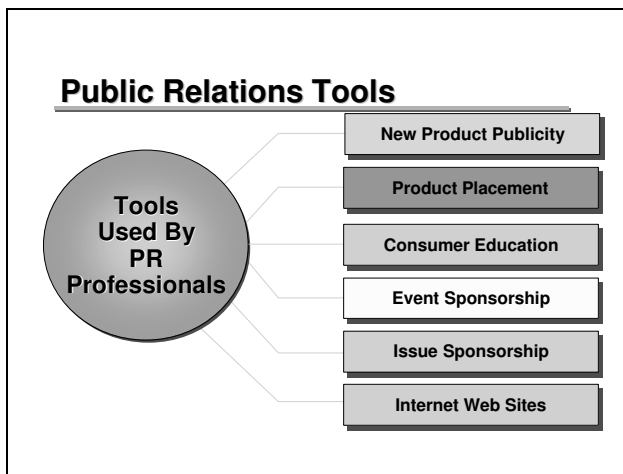 Public Relations Tools
Tools
Used By
PR
Professionals
New Product Publicity
Product Placement
Consumer Education
Event Sponsorship
Issue Sponsorship
Internet Web Sites